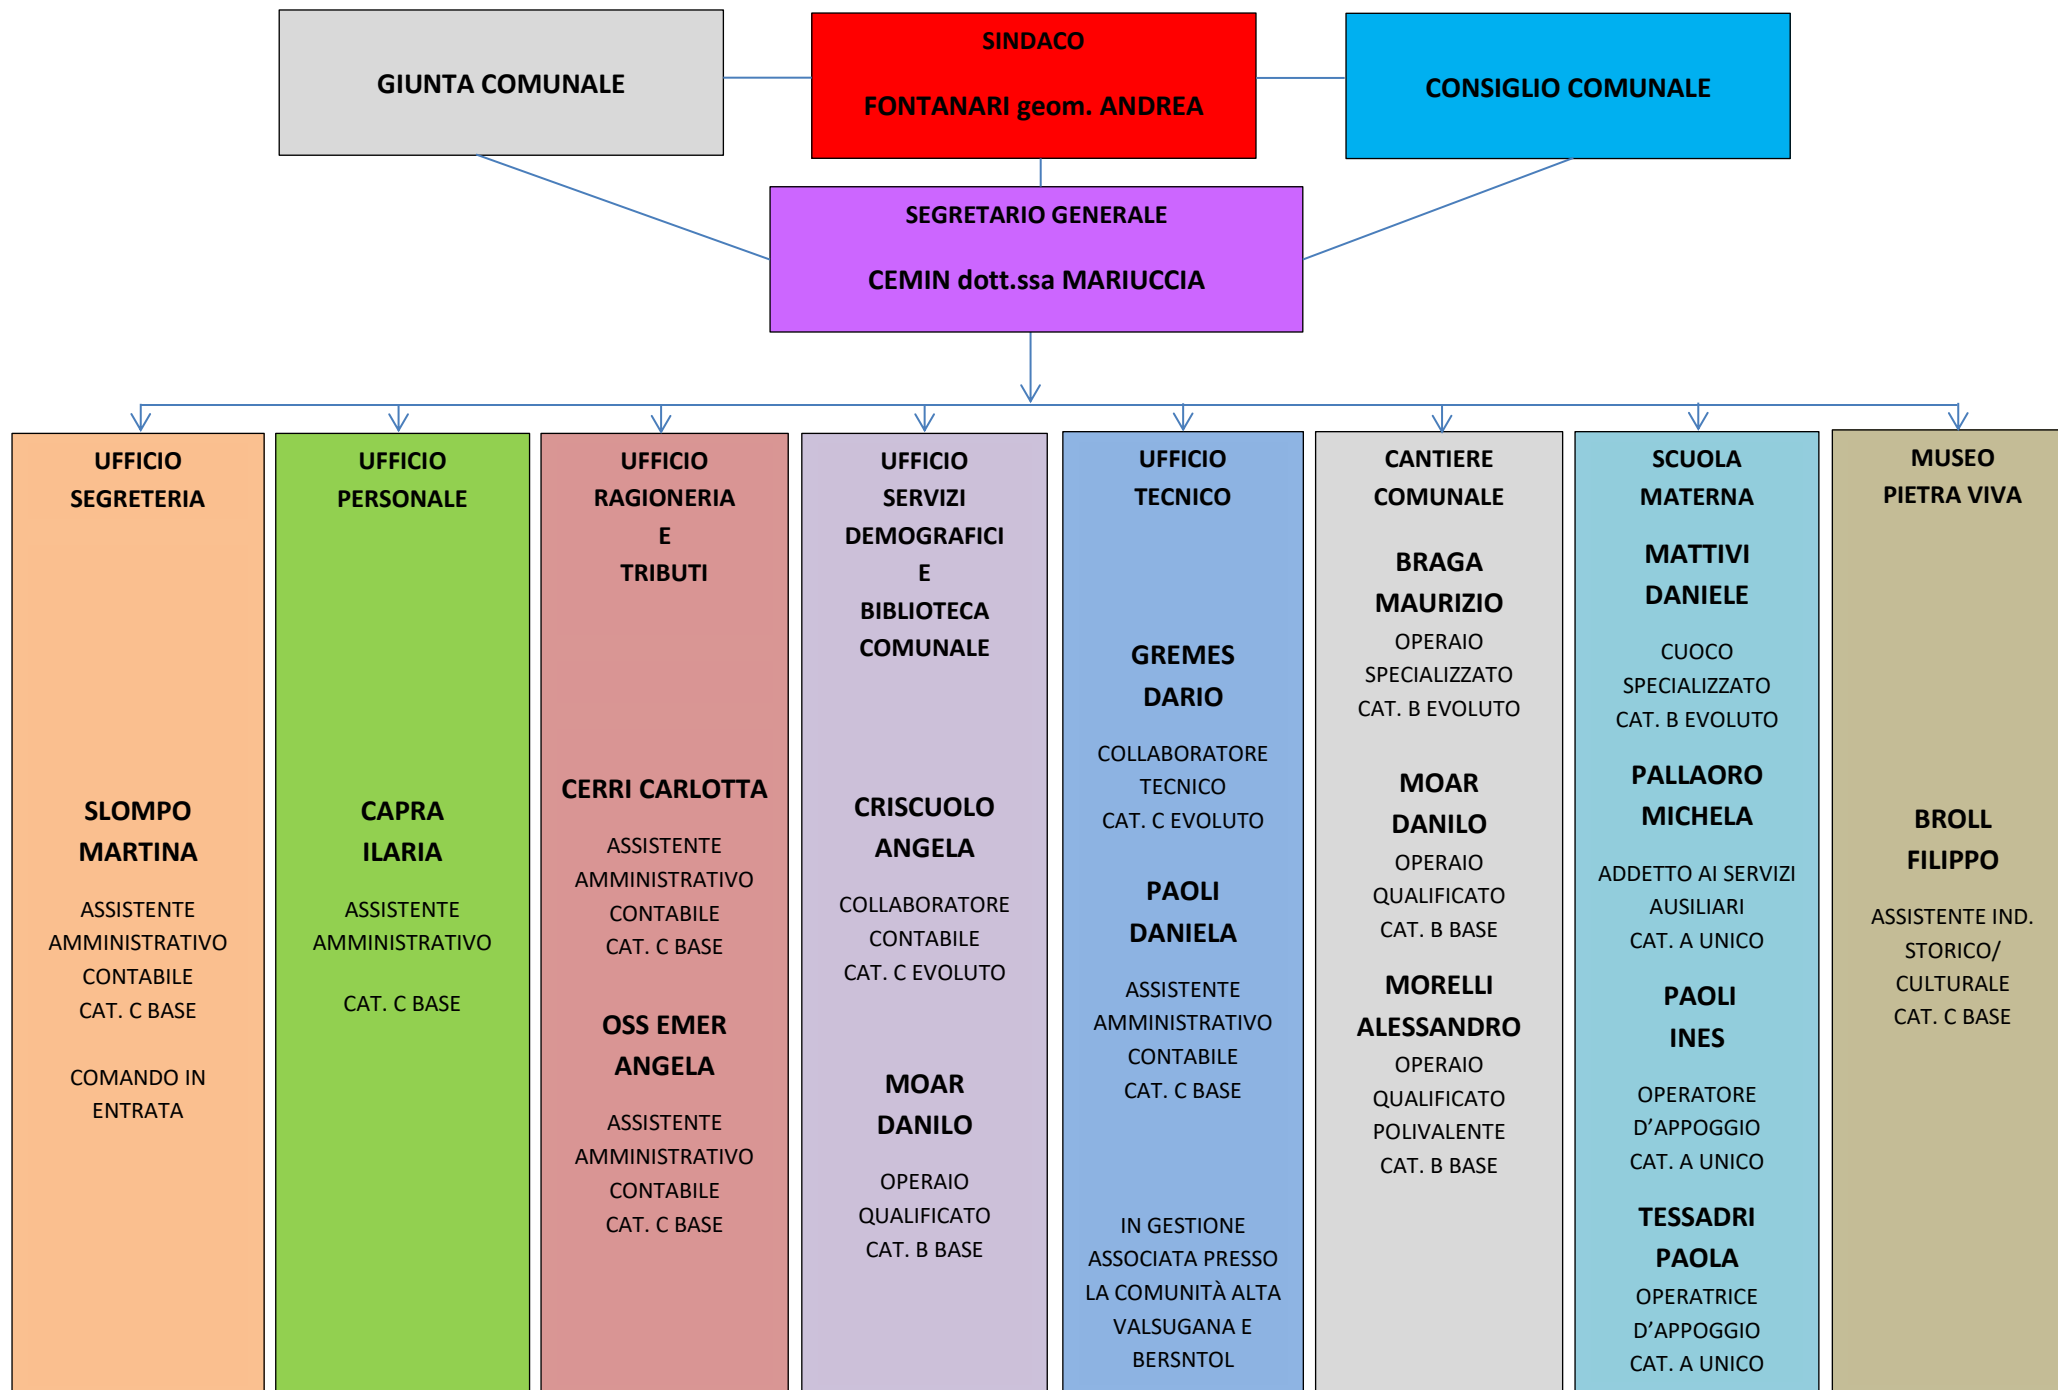 GIUNTA COMUNALE
SINDACO
FONTANARI geom. ANDREA
CONSIGLIO COMUNALE
SEGRETARIO GENERALE
CEMIN dott.ssa MARIUCCIA
UFFICIO
SEGRETERIA
SLOMPO
MARTINA
ASSISTENTE
AMMINISTRATIVO
CONTABILE
CAT. C BASE
COMANDO IN
ENTRATA
UFFICIO
PERSONALE
CAPRA
ILARIA
ASSISTENTE
AMMINISTRATIVO
CAT. C BASE
UFFICIO
RAGIONERIA
E
TRIBUTI
CERRI CARLOTTA
ASSISTENTE
AMMINISTRATIVO
CONTABILE
CAT. C BASE
OSS EMER
ANGELA
ASSISTENTE
AMMINISTRATIVO
CONTABILE
CAT. C BASE
UFFICIO
SERVIZI
DEMOGRAFICI
E
BIBLIOTECA
COMUNALE
CRISCUOLO
ANGELA
COLLABORATORE
CONTABILE
CAT. C EVOLUTO
MOAR
DANILO
OPERAIO
QUALIFICATO
CAT. B BASE
UFFICIO
TECNICO
GREMES
DARIO
COLLABORATORE
TECNICO
CAT. C EVOLUTO
PAOLI
DANIELA
ASSISTENTE
AMMINISTRATIVO
CONTABILE
CAT. C BASE
IN GESTIONE
ASSOCIATA PRESSO
LA COMUNITÀ ALTA
VALSUGANA E
BERSNTOL
CANTIERE
COMUNALE
BRAGA
MAURIZIO
OPERAIO
SPECIALIZZATO
CAT. B EVOLUTO
MOAR
DANILO
OPERAIO
QUALIFICATO
CAT. B BASE
MORELLI
ALESSANDRO
OPERAIO
QUALIFICATO
POLIVALENTE
CAT. B BASE
SCUOLA
MATERNA
MATTIVI
DANIELE
CUOCO
SPECIALIZZATO
CAT. B EVOLUTO
PALLAORO
MICHELA
ADDETTO AI SERVIZI
AUSILIARI
CAT. A UNICO
PAOLI
INES
OPERATORE
D’APPOGGIO
CAT. A UNICO
TESSADRI
PAOLA
OPERATRICE
D’APPOGGIO
CAT. A UNICO
MUSEO
PIETRA VIVA
BROLL
FILIPPO
ASSISTENTE IND.
STORICO/
CULTURALE
CAT. C BASE